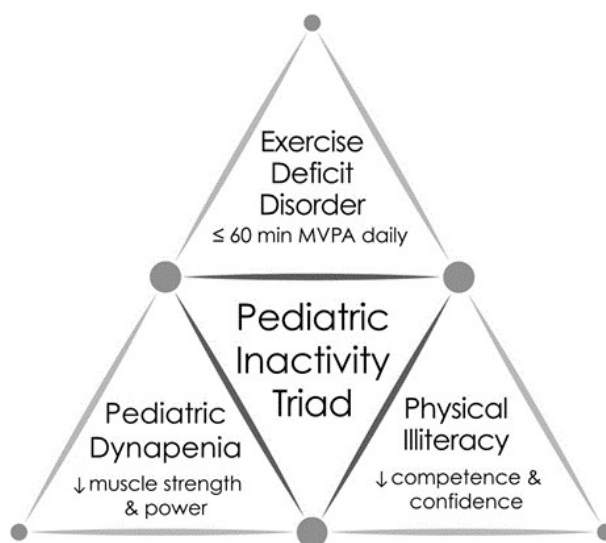 Exercise
Deficit
Disorder
≤ 60 min MVPA daily
Pediatric
Inactivity
Triad
Pediatric
Dynapenia
↓ muscle strength
& power
Physical
Illiteracy
↓ competence &
confidence